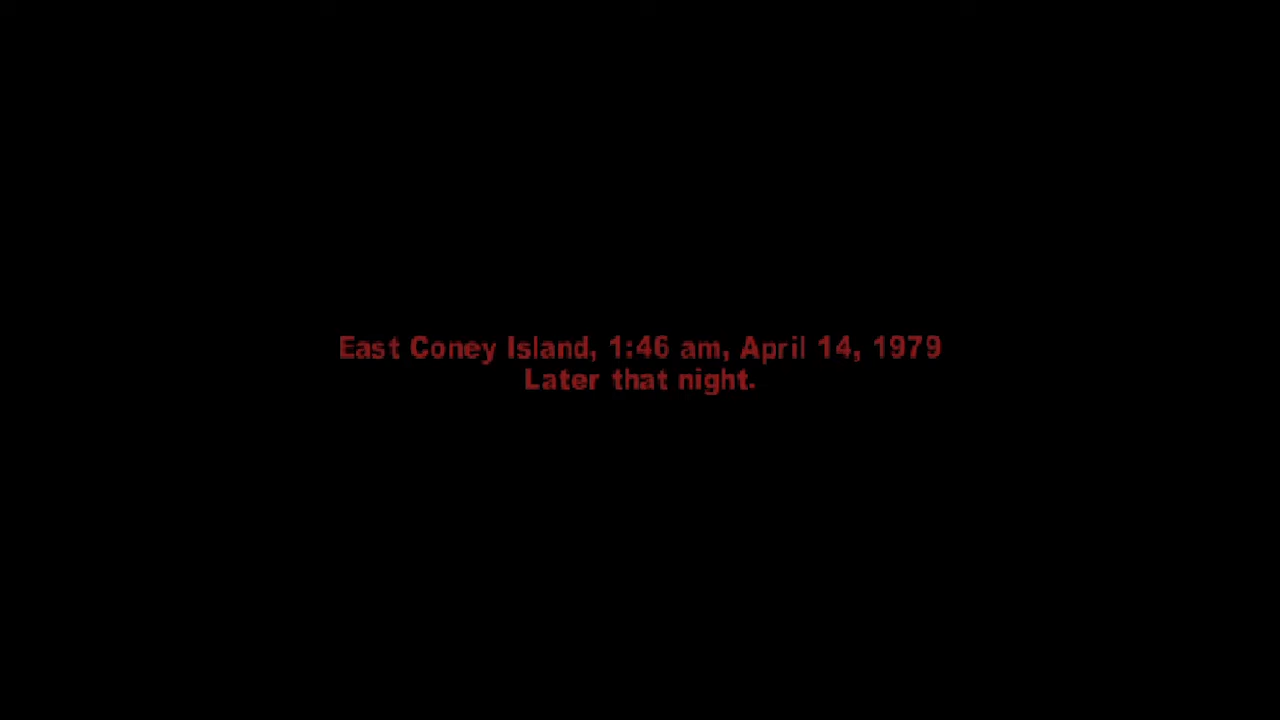 East Coney Island, 1:46 am, April 14, 1979
Later that night.